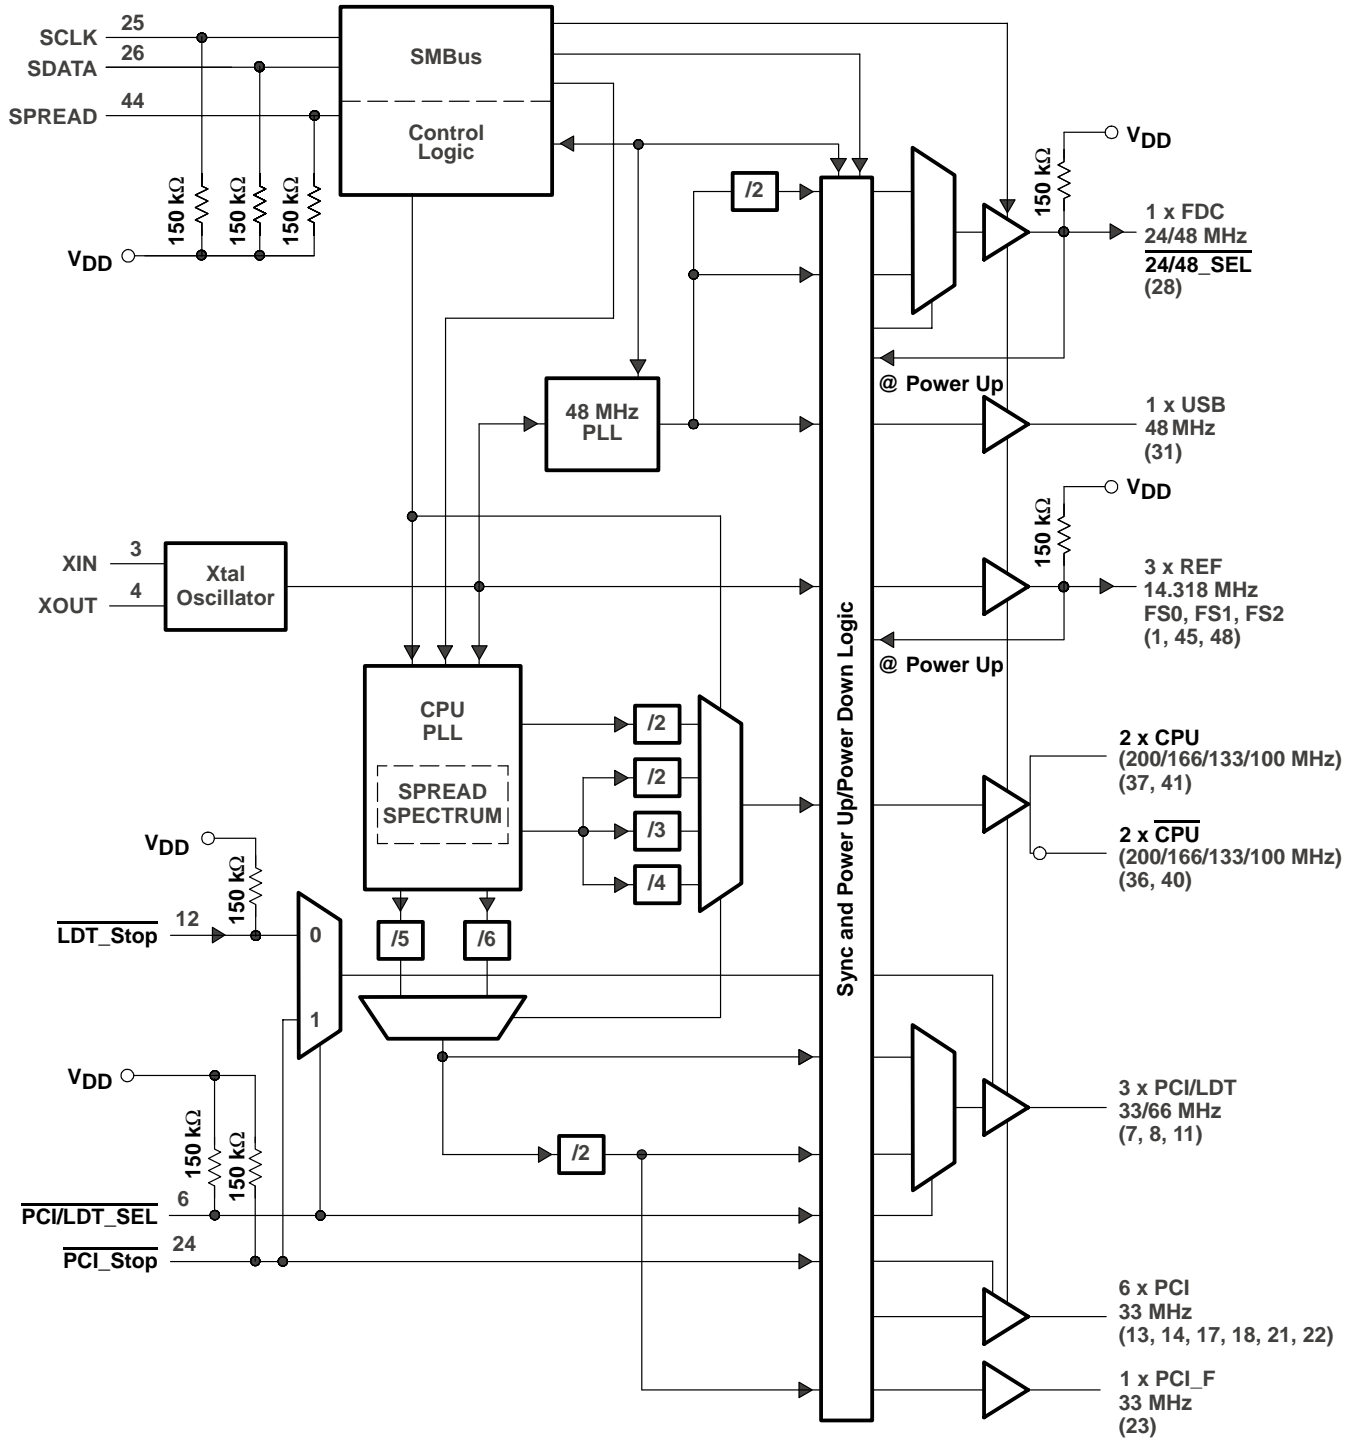 SCLK 25
SDATA 26
SPREAD 44
SMBus
Control
Logic
150 kΩ
150 kΩ
150 kΩ
VDD
/2
VDD
150 kΩ
1 x FDC
24/48 MHz
24/48_SEL
(28)
@ Power Up
48 MHz
PLL
1 x USB
48 MHz
(31)
VDD
150 kΩ
XIN 3
XOUT 4
Xtal
Oscillator
3 x REF
14.318 MHz
FS0, FS1, FS2
(1, 45, 48)
@ Power Up
Sync and Power Up/Power Down Logic
CPU
PLL
SPREAD
SPECTRUM
/2
/2
/3
/4
2 x CPU
(200/166/133/100 MHz)
(37, 41)
2 x CPU
(200/166/133/100 MHz)
(36, 40)
VDD
150 kΩ
LDT_Stop 12
0
1
/5
/6
VDD
150 kΩ
150 kΩ
/2
3 x PCI/LDT
33/66 MHz
(7, 8, 11)
PCI/LDT_SEL 6
PCI_Stop 24
6 x PCI
33 MHz
(13, 14, 17, 18, 21, 22)
1 x PCI_F
33 MHz
(23)